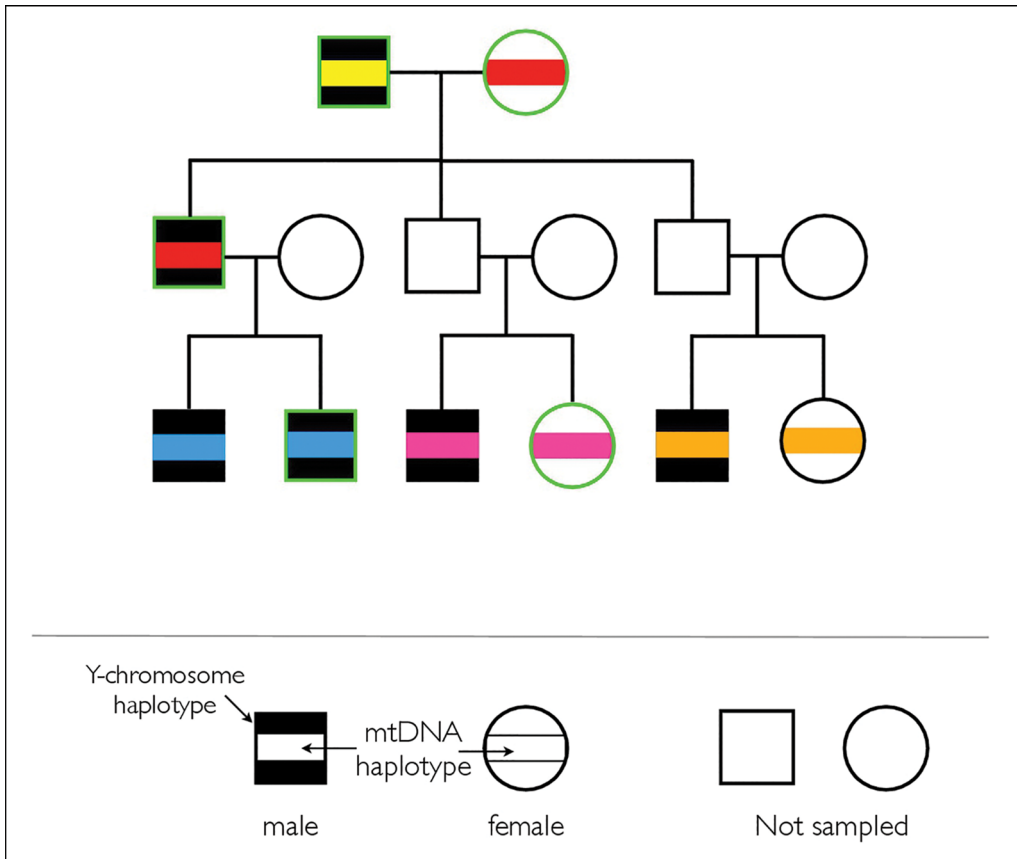 Y-chromosome
haplotype
mtDNA
haplotype
male
female
Not sampled